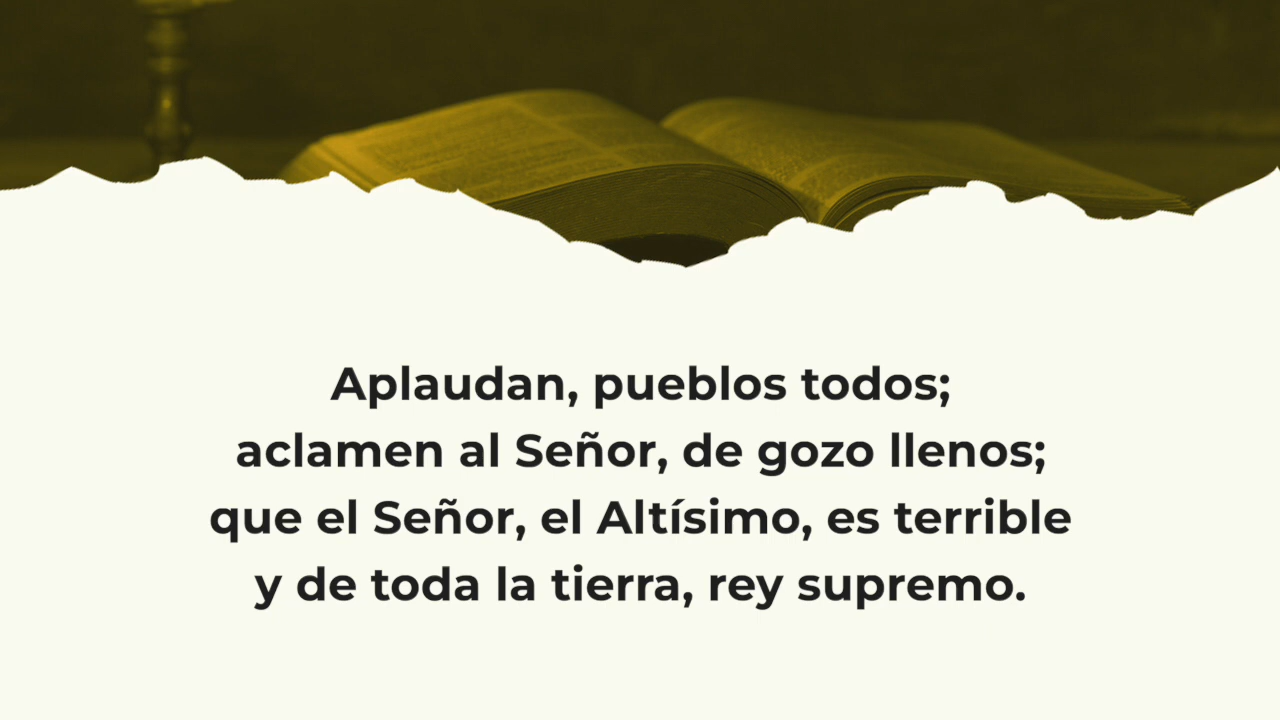 Aplaudan, pueblos todos;
aclamen al Señor, de gozo llenos;
que el Señor, el Altísimo, es terrible
y de toda la tierra, rey supremo.